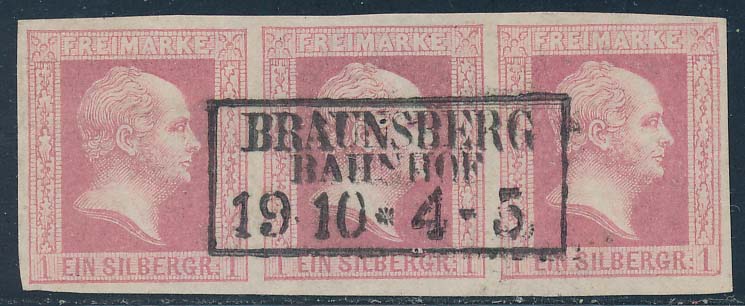 FREIMARKE FREIMARKE FREIMARKE
BRAUNSBERG
BAHNHOF
19 10 * 4 - 5
1 EIN SILBERGR: 1 1 EIN SILBERGR: 1 1 EIN SILBERGR: 1